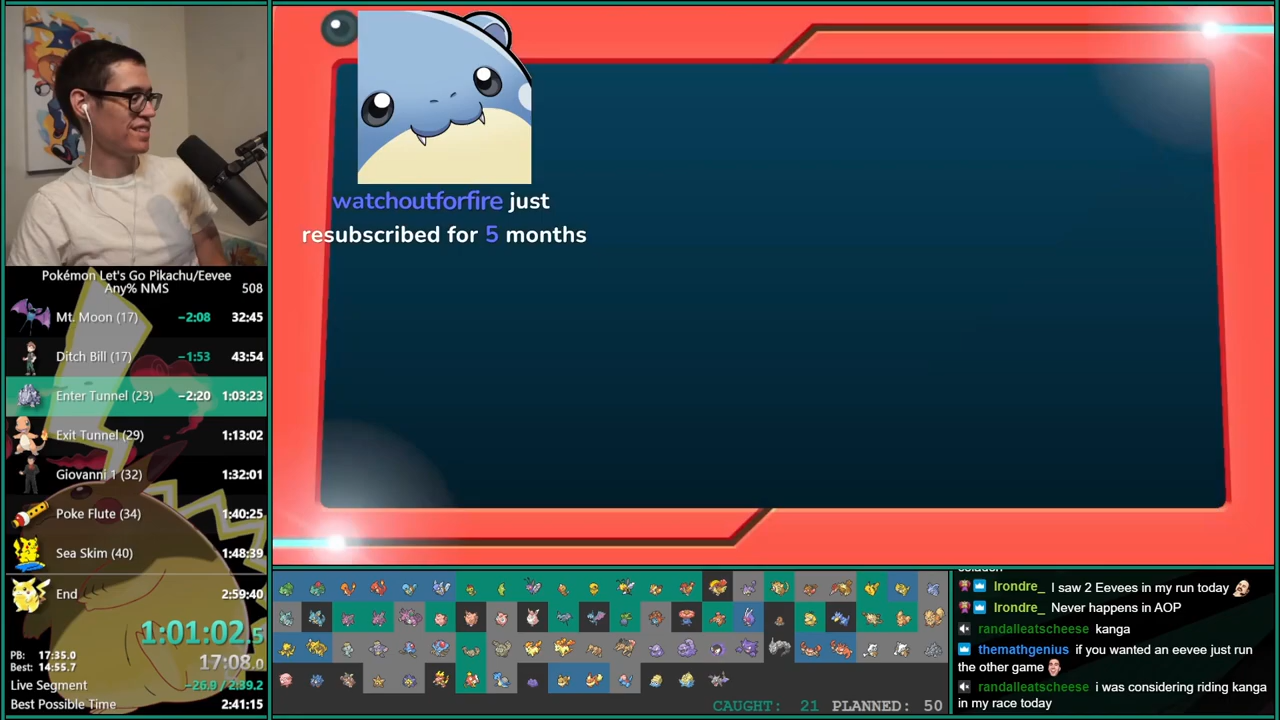 watchoutforfire just
resubscribed for 5 months
Pokémon Let's Go Pikachu/Eevee
Any% NMS 508
Mt. Moon (17) −2:08 32:45
Ditch Bill (17) −1:53 43:54
Enter Tunnel (23) −2:20 1:03:23
Exit Tunnel (29) 1:13:02
Giovanni 1 (32) 1:32:01
Poke Flute (34) 1:40:25
Sea Skim (40) 1:48:39
End 2:59:40
1:01:02.5
PB: 17:35.0
Best: 14:55.7
17:08.0
Live Segment −26.9 / 2:39.2
Best Possible Time 2:41:15
CAUGHT: 21 PLANNED: 50
lrondre_ I saw 2 Eevees in my run today
lrondre_ Never happens in AOP
randalleatscheese kanga
themathgenius if you wanted an eevee just run
the other game
randalleatscheese i was considering riding kanga
in my race today